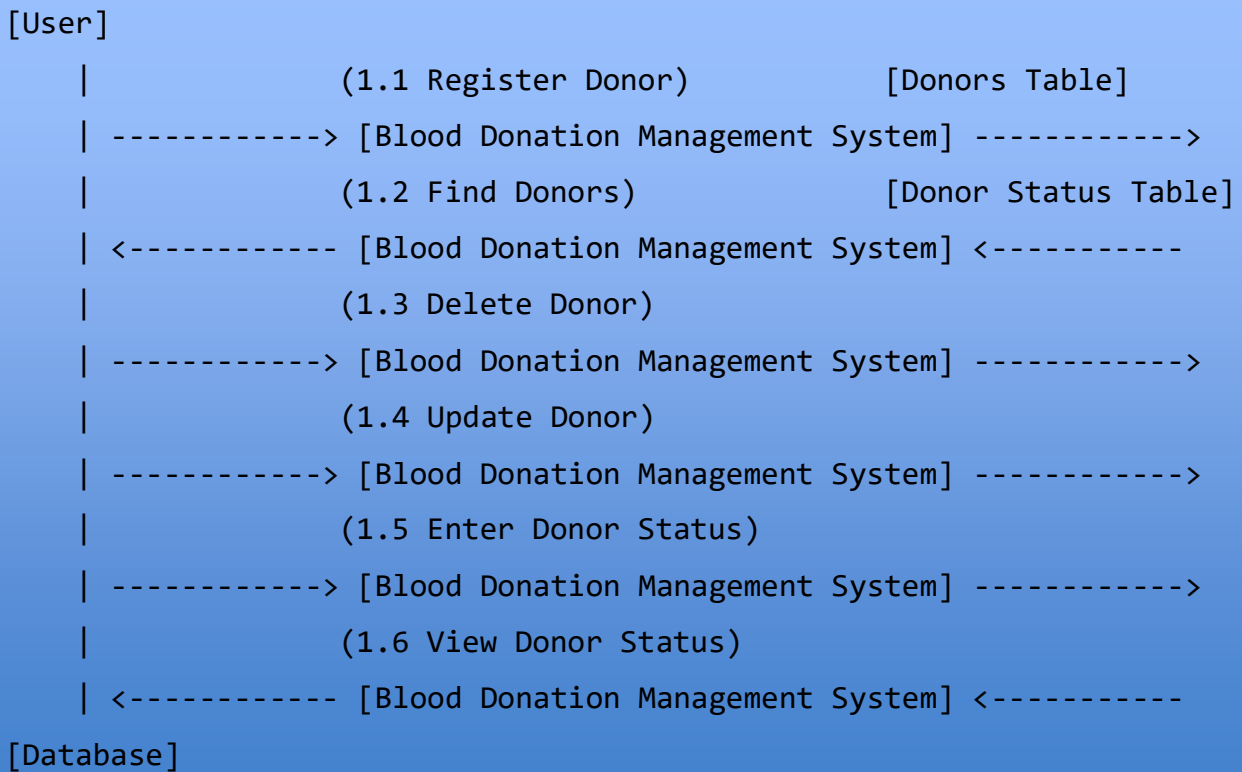 [User]
   |                 (1.1 Register Donor)             [Donors Table]
   | ------------> [Blood Donation Management System] ------------>
   |                 (1.2 Find Donors)                [Donor Status Table]
   | <------------ [Blood Donation Management System] <-----------
   |                 (1.3 Delete Donor)
   | ------------> [Blood Donation Management System] ------------>
   |                 (1.4 Update Donor)
   | ------------> [Blood Donation Management System] ------------>
   |                 (1.5 Enter Donor Status)
   | ------------> [Blood Donation Management System] ------------>
   |                 (1.6 View Donor Status)
   | <------------ [Blood Donation Management System] <-----------
[Database]